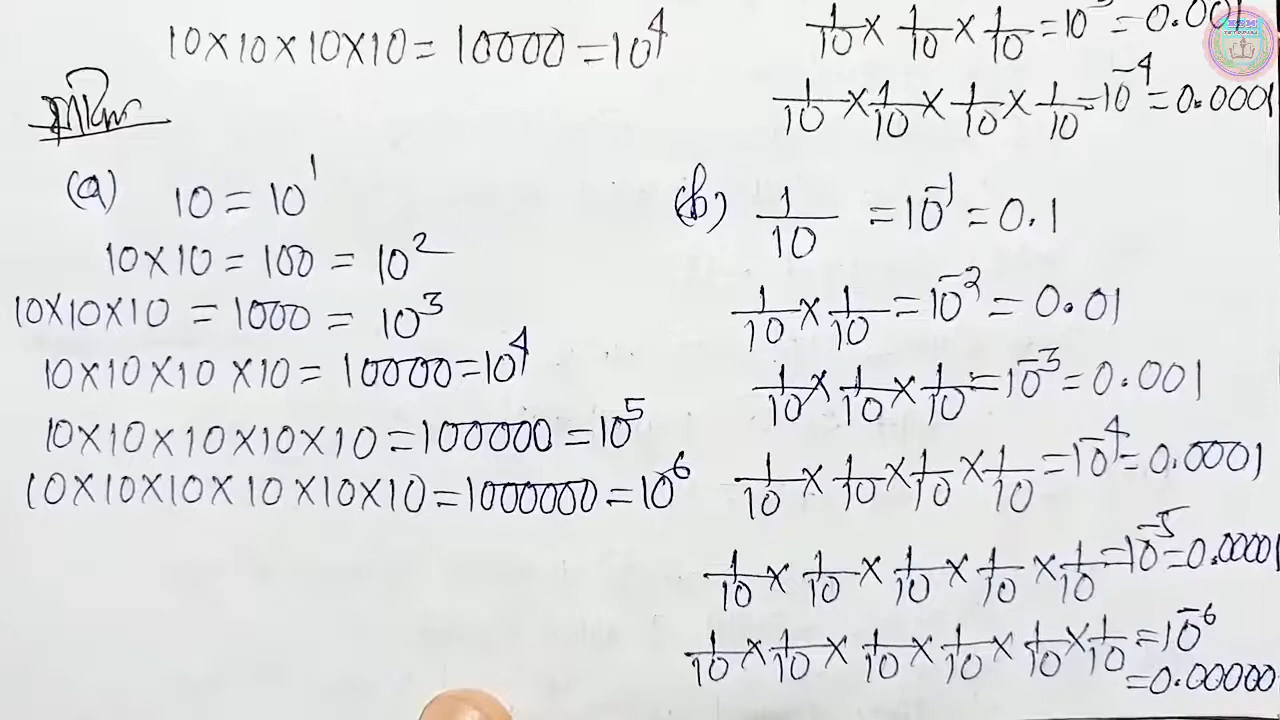 10×10×10×10 = 10000 = 10⁴
1/10 × 1/10 × 1/10 = 10⁻³ = 0.001
1/10 × 1/10 × 1/10 × 1/10 = 10⁻⁴ = 0.0001
(a) 10 = 10¹
10×10 = 100 = 10²
10×10×10 = 1000 = 10³
10×10×10×10 = 10000 = 10⁴
10×10×10×10×10 = 100000 = 10⁵
10×10×10×10×10×10 = 1000000 = 10⁶
(b) 1/10 = 10⁻¹ = 0.1
1/10 × 1/10 = 10⁻² = 0.01
1/10 × 1/10 × 1/10 = 10⁻³ = 0.001
1/10 × 1/10 × 1/10 × 1/10 = 10⁻⁴ = 0.0001
1/10 × 1/10 × 1/10 × 1/10 × 1/10 = 10⁻⁵ = 0.00001
1/10 × 1/10 × 1/10 × 1/10 × 1/10 × 1/10 = 10⁻⁶
= 0.00000